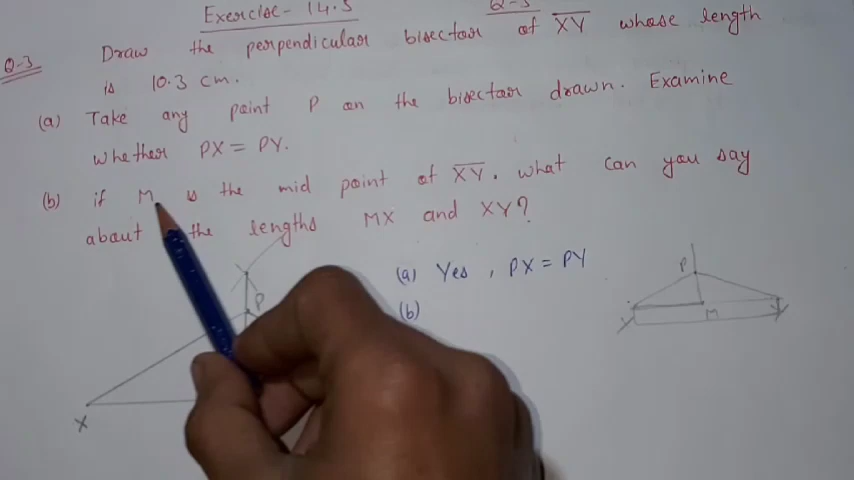 Exercise - 14.5
Q-3
Q-3
Draw the perpendicular bisector of XY whose length
is 10.3 cm.
(a) Take any point P on the bisector drawn. Examine
whether PX = PY.
(b) if M is the mid point of XY. what can you say
about the lengths MX and XY?
(a) Yes, PX = PY
(b)
P
X
P
M
Y